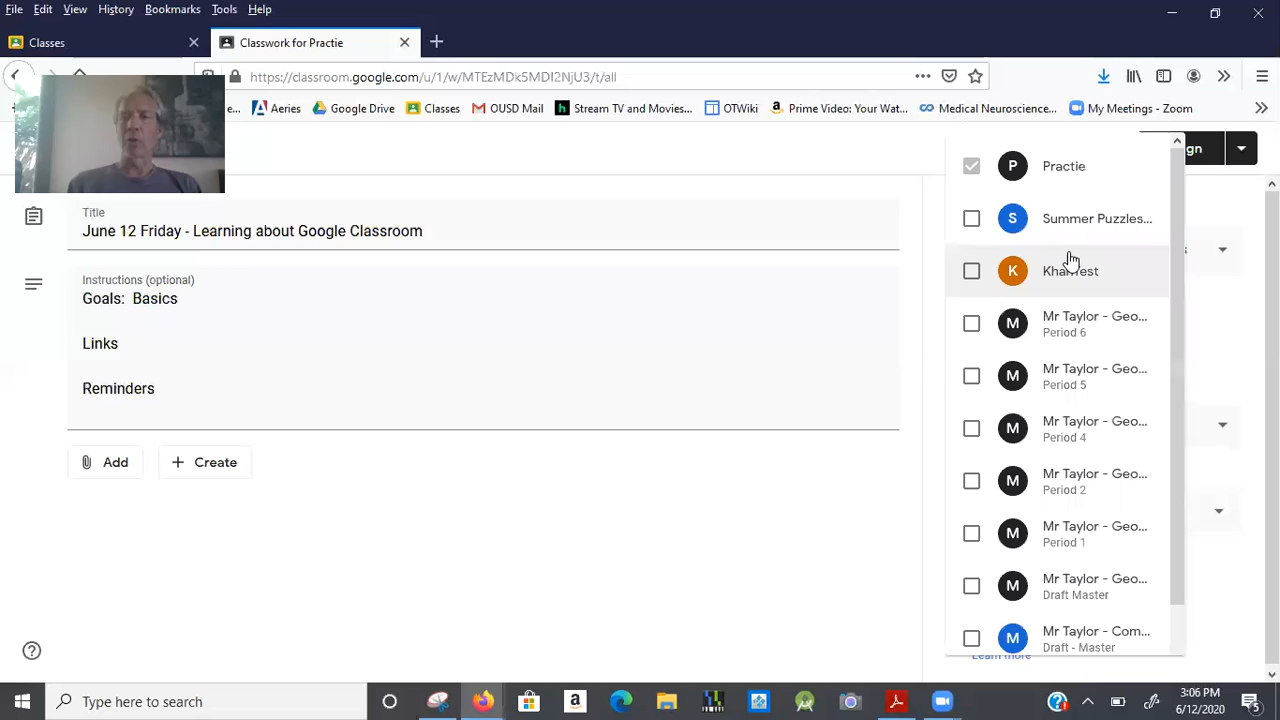 File Edit View History Bookmarks Tools Help
Classes
Classwork for Practie
https://classroom.google.com/u/1/w/MTEzMDk5MDI2NjU3/t/all
Aeries
Google Drive
Classes
OUSD Mail
Stream TV and Movies...
OTWiki
Prime Video: Your Wat...
Medical Neuroscience...
My Meetings - Zoom
gn
P Practie
S Summer Puzzles...
K
M Mr Taylor - Geo...
Period 6
M Mr Taylor - Geo...
Period 5
M Mr Taylor - Geo...
Period 4
M Mr Taylor - Geo...
Period 2
M Mr Taylor - Geo...
Period 1
M Mr Taylor - Geo...
Draft Master
M Mr Taylor - Com...
Draft - Master
Learn more
Title
June 12 Friday - Learning about Google Classroom
Instructions (optional)
Goals: Basics
Links
Reminders
Add
Create
Type here to search
3:06 PM
6/12/2020
5